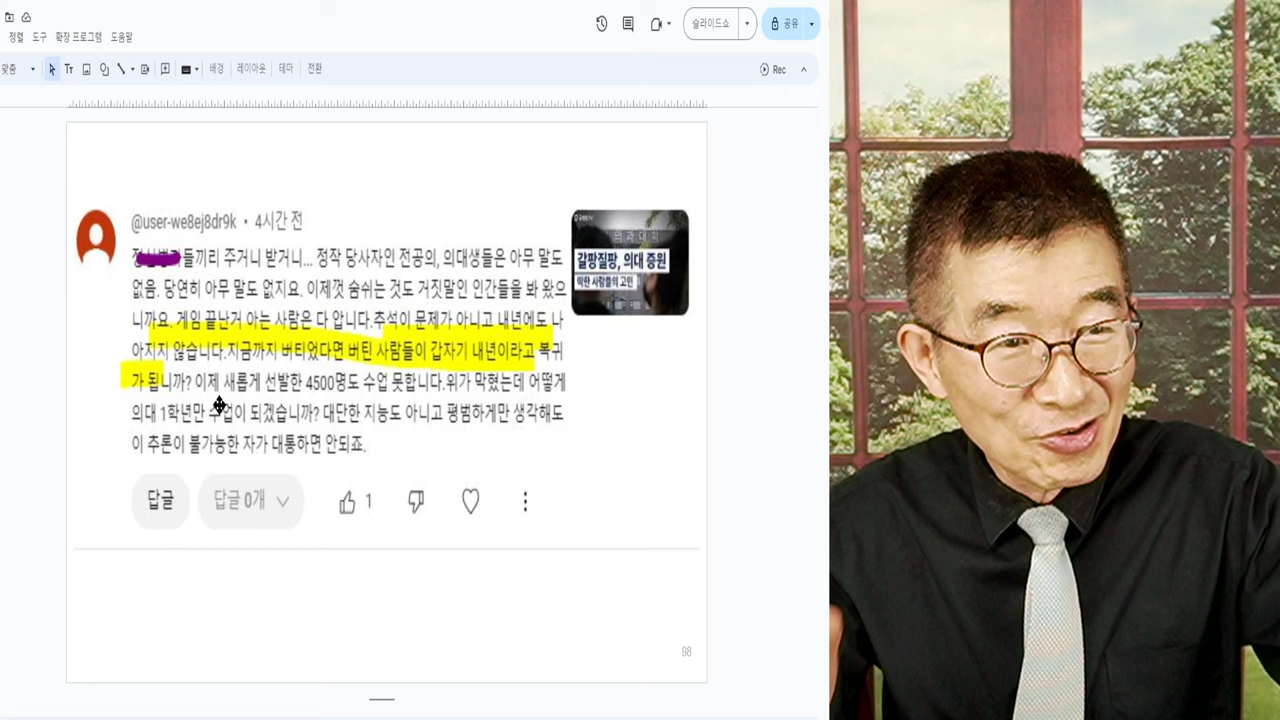 정렬 도구 확장 프로그램 도움말
슬라이드쇼
공유
맞춤
배경 레이아웃 테마 전환
Rec
@user-we8ej8dr9k • 4시간 전
들끼리 주거니 받거니... 정작 당사자인 전공의, 의대생들은 아무 말도
없음. 당연히 아무 말도 없지요. 이제껏 숨쉬는 것도 거짓말인 인간들을 봐 왔으
니까요. 게임 끝난거 아는 사람은 다 압니다.추석이 문제가 아니고 내년에도 나
아지지 않습니다.지금까지 버티었다면 버틴 사람들이 갑자기 내년이라고 복귀
가 됩니까? 이제 새롭게 선발한 4500명도 수업 못합니다.위가 막혔는데 어떻게
의대 1학년만 수업이 되겠습니까? 대단한 지능도 아니고 평범하게만 생각해도
이 추론이 불가능한 자가 대통하면 안되죠.
갈팡질팡, 의대 증원
딱한 사람들의 고민
답글
답글 0개
1
98